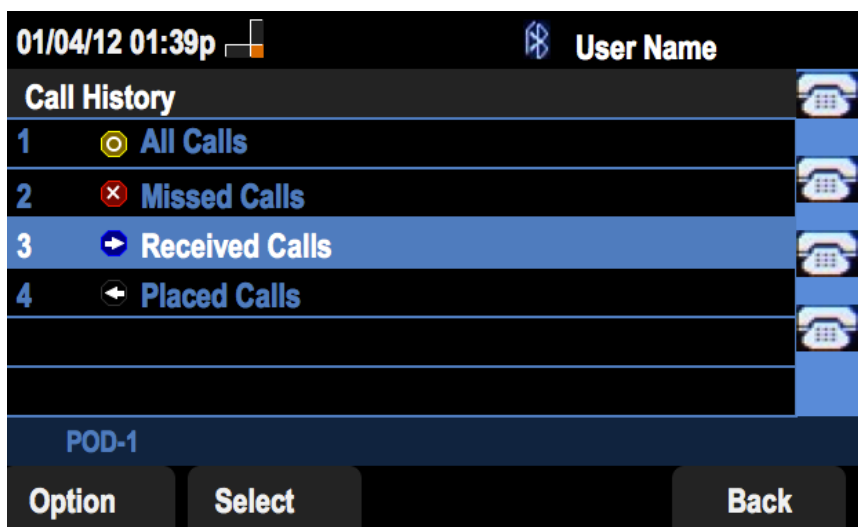 01/04/12 01:39p User Name
Call History
1 All Calls
2 Missed Calls
3 Received Calls
4 Placed Calls
POD-1
Option Select Back